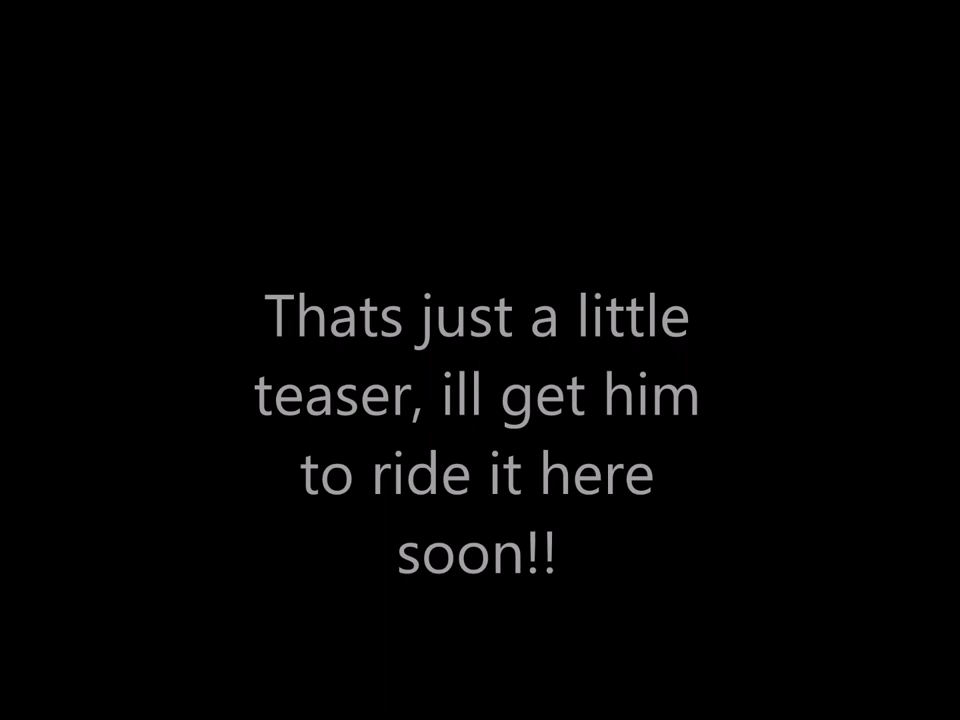 Thats just a little
teaser, ill get him
to ride it here
soon!!